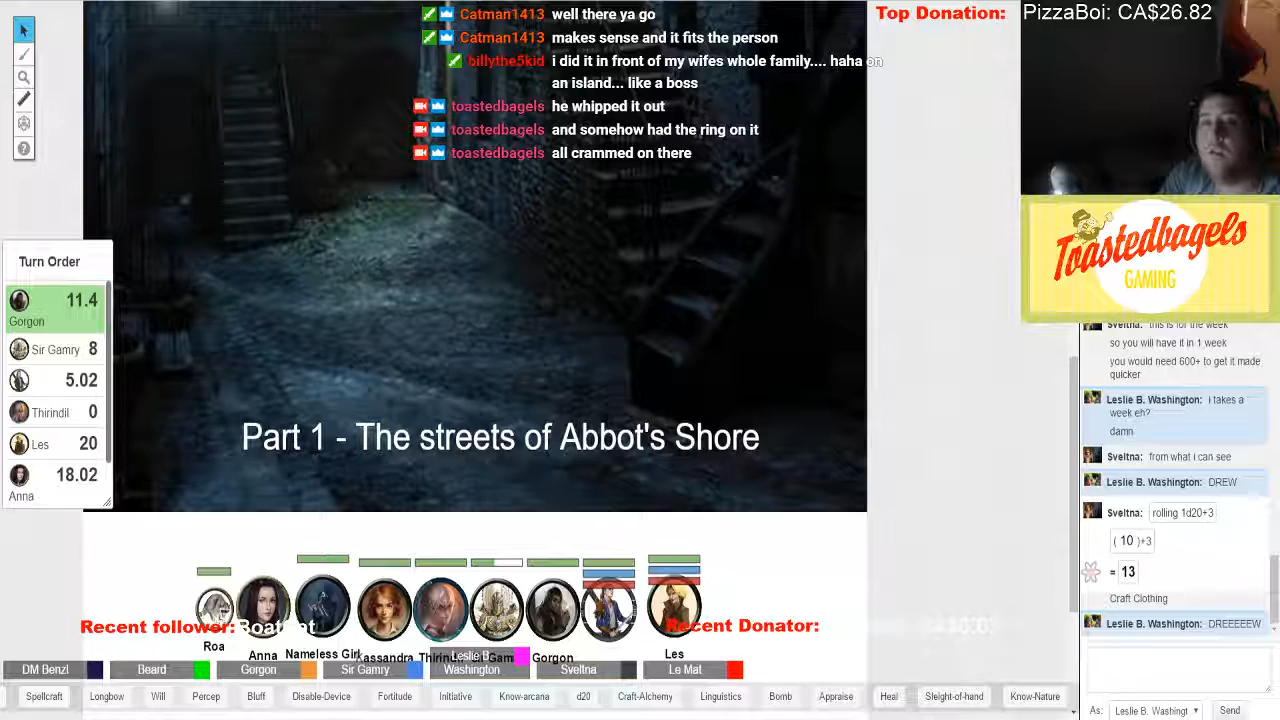 Catman1413 well there ya go
Catman1413 makes sense and it fits the person
billythe5kid i did it in front of my wifes whole family.... haha on
an island... like a boss
toastedbagels he whipped it out
toastedbagels and somehow had the ring on it
toastedbagels all crammed on there
Top Donation:
PizzaBoi: CA$26.82
Toastedbagels
GAMING
Turn Order
11.4
Gorgon
Sir Gamry 8
5.02
Thirindil 0
Les 20
18.02
Anna
Part 1 - The streets of Abbot's Shore
Sveltna: this is for the week
so you will have it in 1 week
you would need 600+ to get it made
quicker
Leslie B. Washington: i takes a
week eh?
damn
Sveltna: from what i can see
Leslie B. Washington: DREW
Sveltna: rolling 1d20+3
( 10 )+3
= 13
Craft Clothing
Leslie B. Washington: DREEEEEW
Recent follower:
Recent Donator:
Roa
Anna
Nameless Girl
Kassandra
Gorgon
Les
DM Benzl
Beard
Gorgon
Sir Gamry
Leslie B.
Washington
Sveltna
Le Mat
Spellcraft
Longbow
Will
Percep
Bluff
Disable-Device
Fortitude
Initiative
Know-arcana
d20
Craft-Alchemy
Linguistics
Bomb
Appraise
Heal
Sleight-of-hand
Know-Nature
As:
Leslie B. Washingt
Send